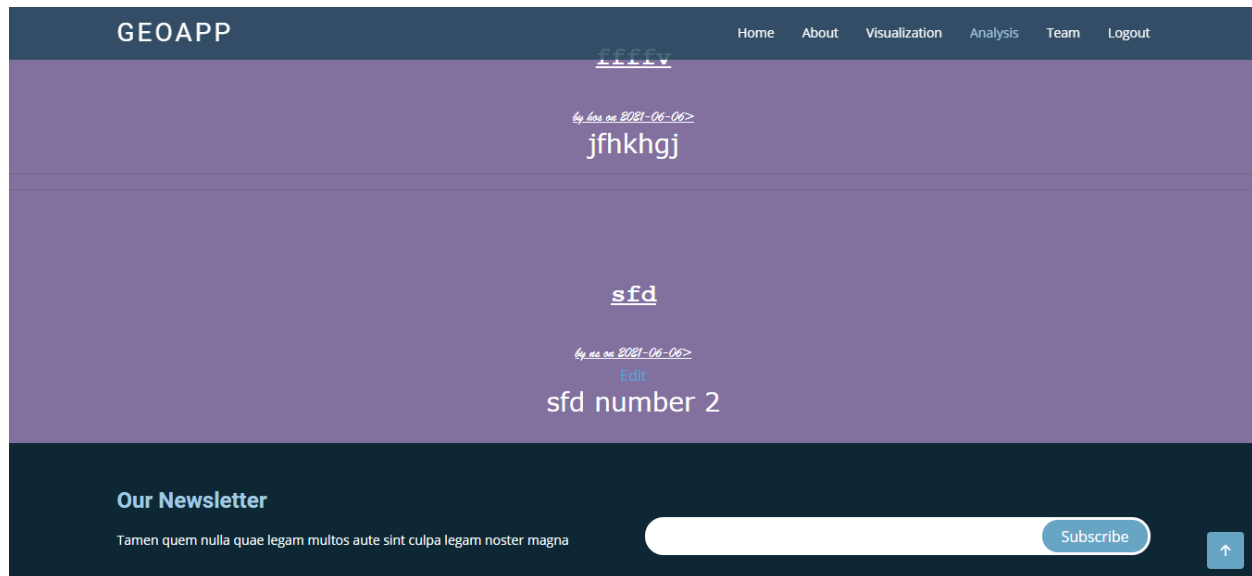 GEOAPP Home About Visualization Analysis Team Logout
ffffv
by hos on 2021-06-06>
jfhkhgj
sfd
by ns on 2021-06-06>
Edit
sfd number 2
Our Newsletter
Tamen quem nulla quae legam multos aute sint culpa legam noster magna
Subscribe